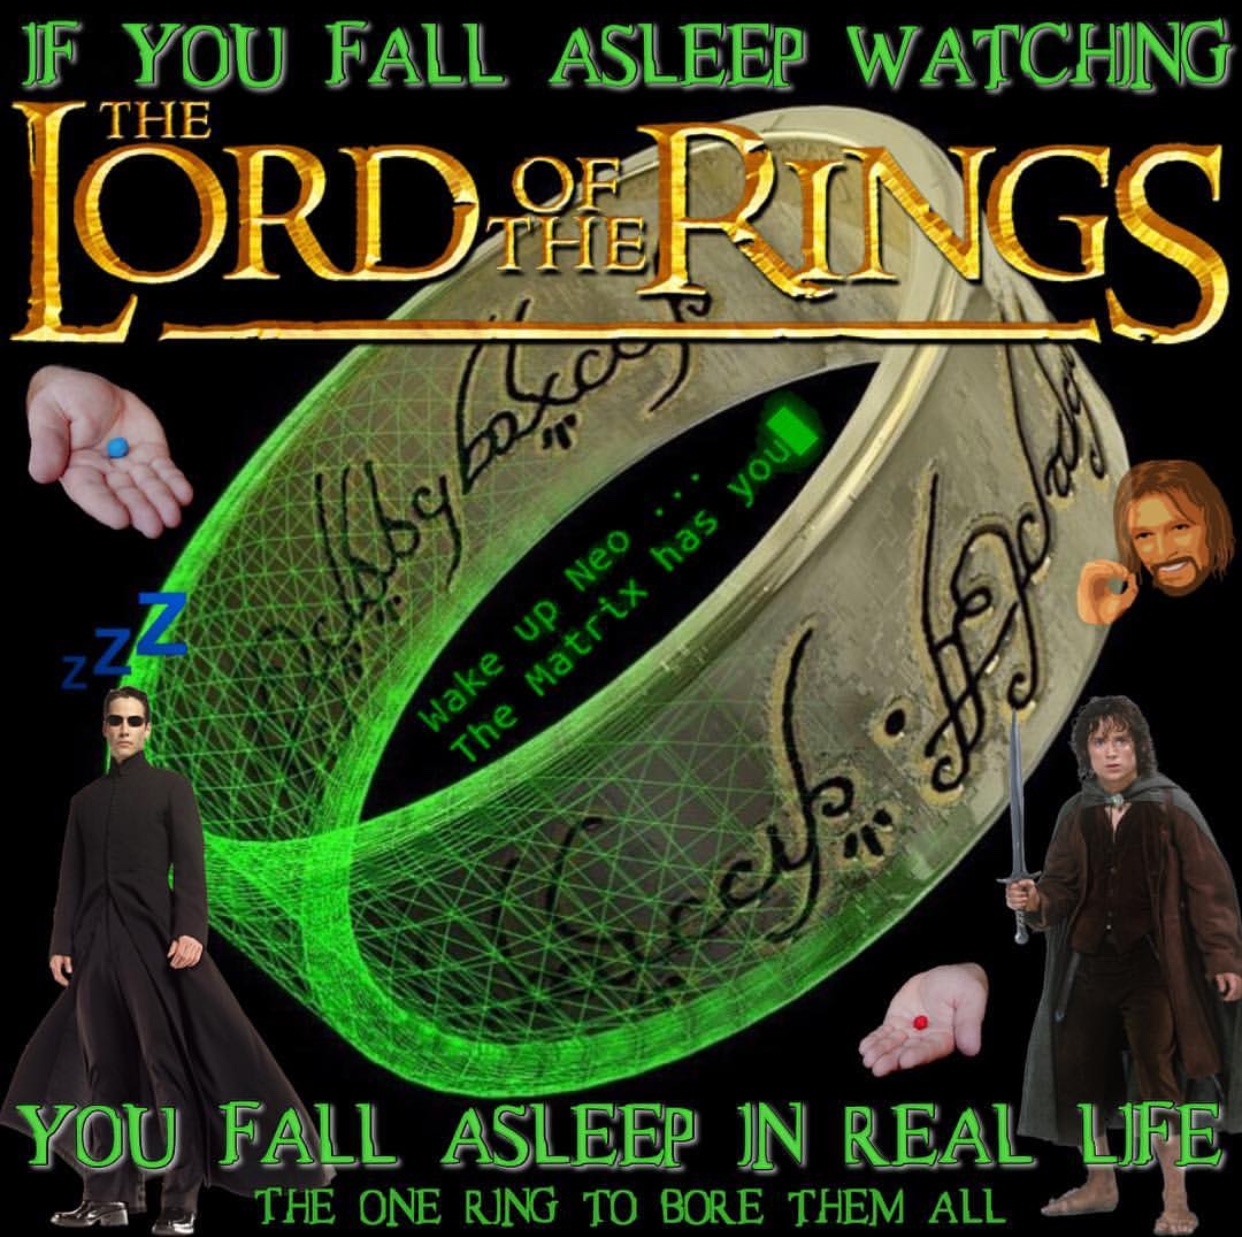 IF YOU FALL ASLEEP WATCHING
THE
LORD OF THE RINGS
Wake up Neo ...
The Matrix has you
z Z Z
YOU FALL ASLEEP IN REAL LIFE
THE ONE RING TO BORE THEM ALL